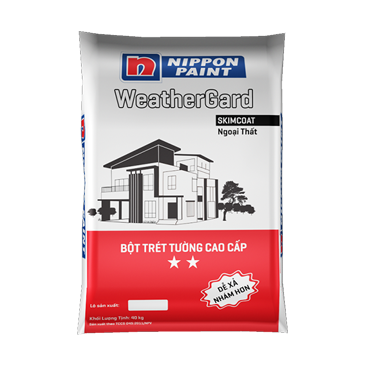 n NIPPON
PAINT
WeatherGard
SKIMCOAT
Ngoại Thất
BỘT TRÉT TƯỜNG CAO CẤP
DỄ XẢ
NHÁM HƠN
Lô sản xuất:
Khối Lượng Tịnh: 40 kg